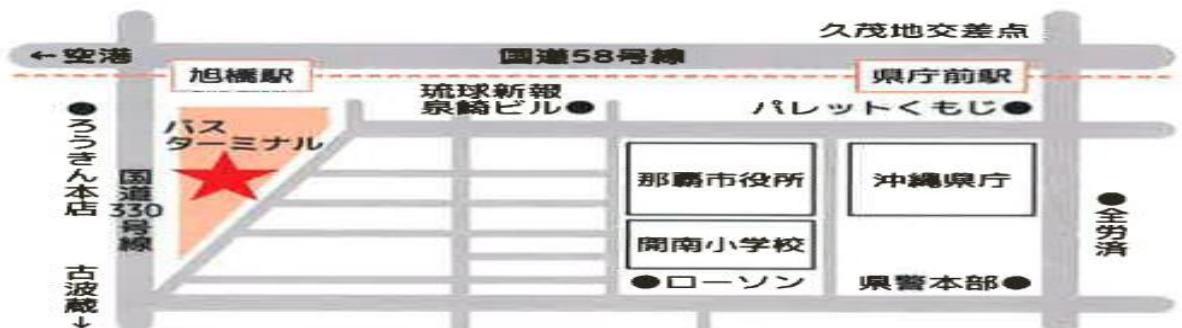 久茂地交差点
←空港
国道58号線
旭橋駅
県庁前駅
琉球新報
泉崎ビル●
パレットくもじ●
●ろうきん本店
バス
ターミナル
国道330号線
那覇市役所
沖縄県庁
●全労済
開南小学校
●ローソン
県警本部●
古波蔵↓